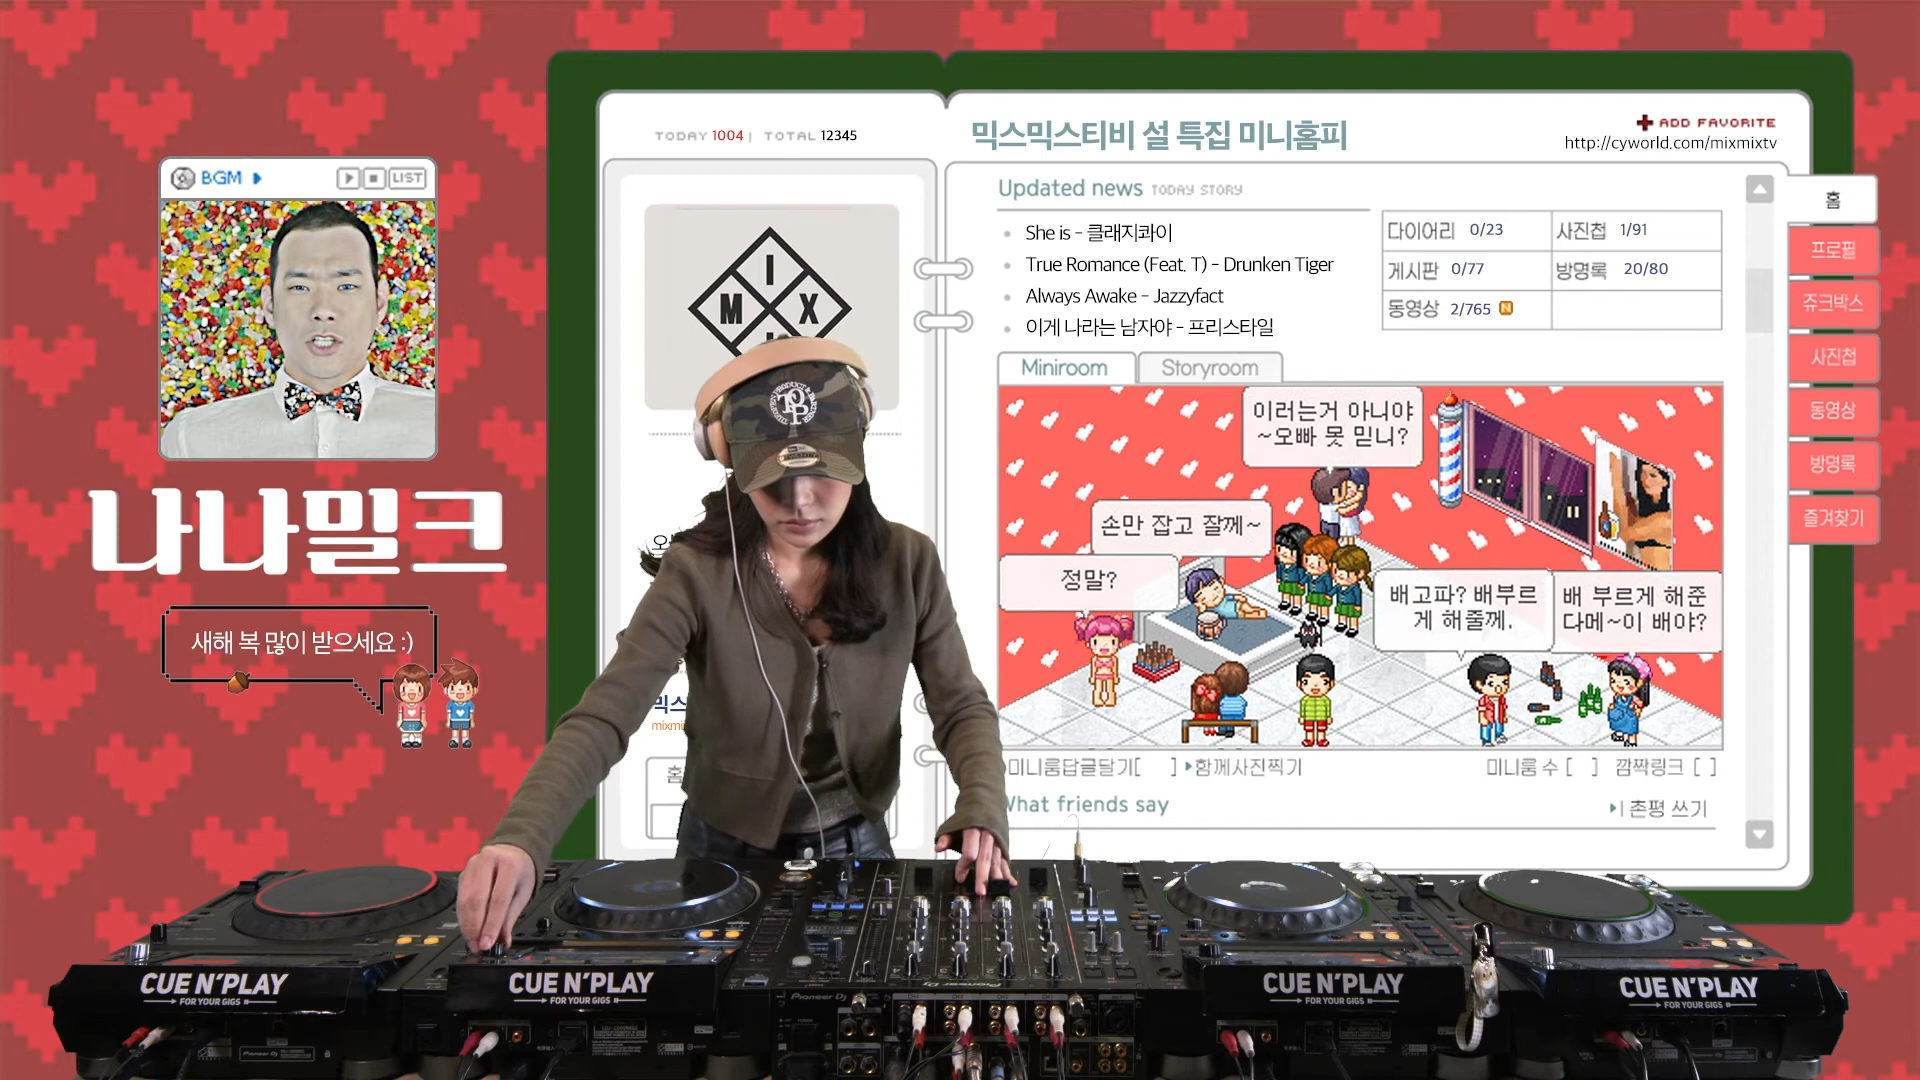 BGM
LIST
나나밀크
새해 복 많이 받으세요 :)
TODAY 1004 | TOTAL 12345
믹스믹스티비 설 특집 미니홈피
ADD FAVORITE
http://cyworld.com/mixmixtv
I
M X
Updated news TODAY STORY
She is - 클래지콰이
True Romance (Feat. T) - Drunken Tiger
Always Awake - Jazzyfact
이게 나라는 남자야 - 프리스타일
다이어리 0/23 사진첩 1/91
게시판 0/77 방명록 20/80
동영상 2/765 N
홈
프로필
쥬크박스
사진첩
동영상
방명록
즐겨찾기
Miniroom Storyroom
이러는거 아니야
~오빠 못 믿니?
손만 잡고 잘께~
정말?
배고파? 배부르
게 해줄께.
배 부르게 해준
다메~이 배야?
믹스
mixmi
홈
미니룸답글달기[ ] 함께사진찍기
미니룸 수 [ ] 깜짝링크 [ ]
What friends say
촌평 쓰기
CUE N'PLAY
FOR YOUR GIGS
CUE N'PLAY
FOR YOUR GIGS
CUE N'PLAY
FOR YOUR GIGS
CUE N'PLAY
FOR YOUR GIGS
Pioneer Dj